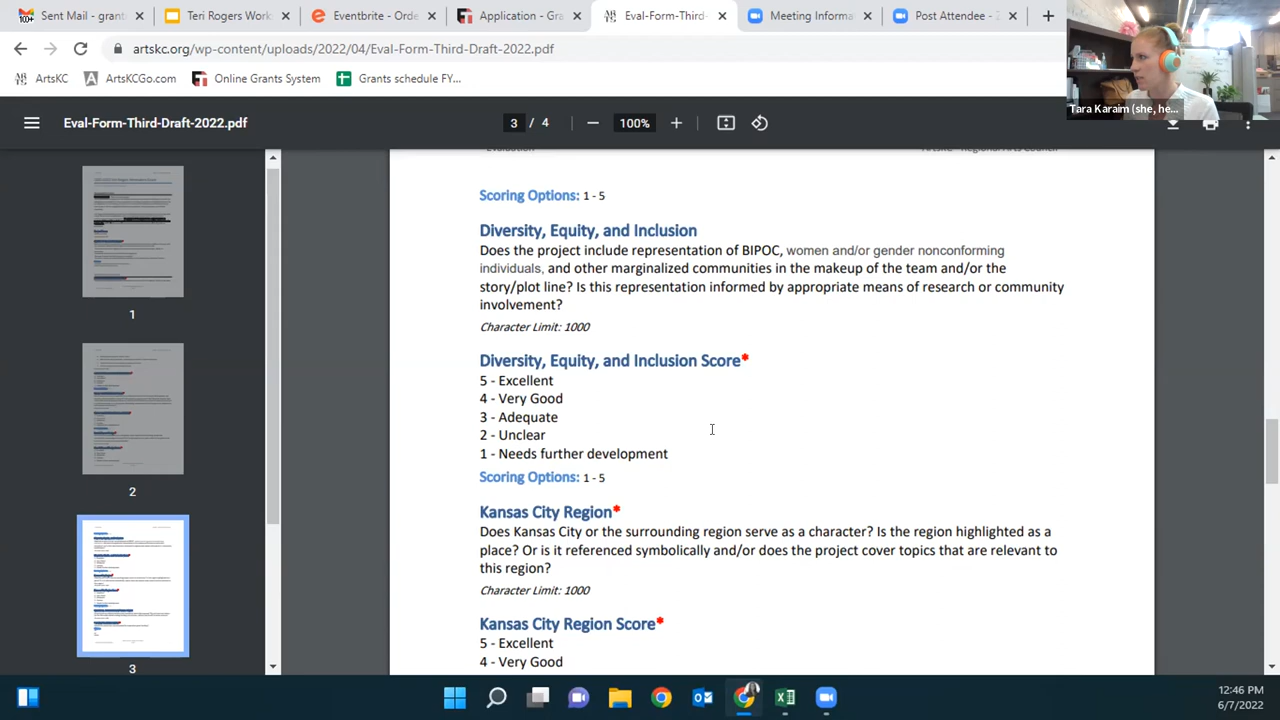 Sent Mail - grant
Teri Rogers Work
Eventbrite - Orde
Application - Gra
Eval-Form-Third-
Meeting Informa
Post Attendee - Z
artskc.org/wp-content/uploads/2022/04/Eval-Form-Third-Draft-2022.pdf
ArtsKC
ArtsKCGo.com
Online Grants System
Grants schedule FY...
Tara Karaim (she, he...
Eval-Form-Third-Draft-2022.pdf
3 / 4
100%
Evaluation
ArtsKC - Regional Arts Council
Scoring Options: 1 - 5
Diversity, Equity, and Inclusion
Does the project include representation of BIPOC, women and/or gender nonconforming
individuals, and other marginalized communities in the makeup of the team and/or the
story/plot line? Is this representation informed by appropriate means of research or community
involvement?
Character Limit: 1000
Diversity, Equity, and Inclusion Score*
5 - Excellent
4 - Very Good
3 - Adequate
2 - Unclear
1 - Needs further development
Scoring Options: 1 - 5
Kansas City Region*
Does Kansas City or the surrounding region serve as a character? Is the region highlighted as a
place? Or is it referenced symbolically and/or does the project cover topics that are relevant to
this region?
Character Limit: 1000
Kansas City Region Score*
5 - Excellent
4 - Very Good
1
2
3
12:46 PM
6/7/2022